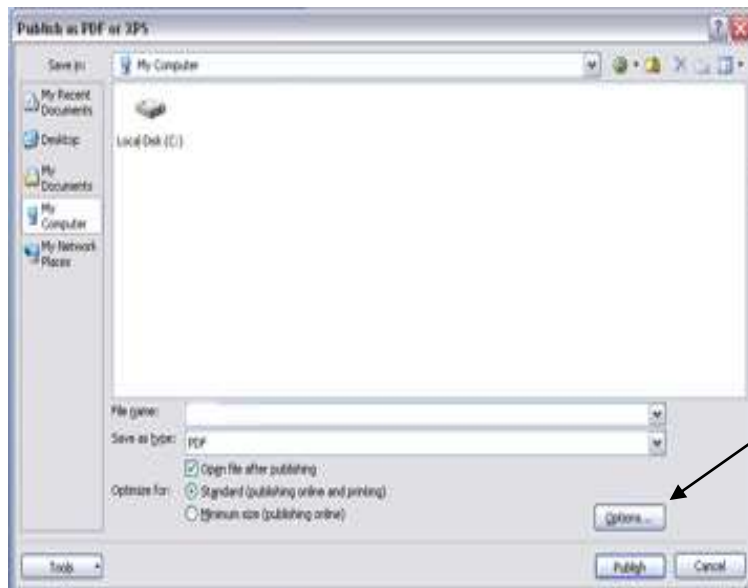 Publish as PDF or XPS
Save in:
My Computer
My Recent
Documents
Desktop
My
Documents
My
Computer
My Network
Places
Local Disk (C:)
File name:
Save as type:
PDF
Open file after publishing
Optimize for:
Standard (publishing online and printing)
Minimum size (publishing online)
Options...
Tools
Publish
Cancel